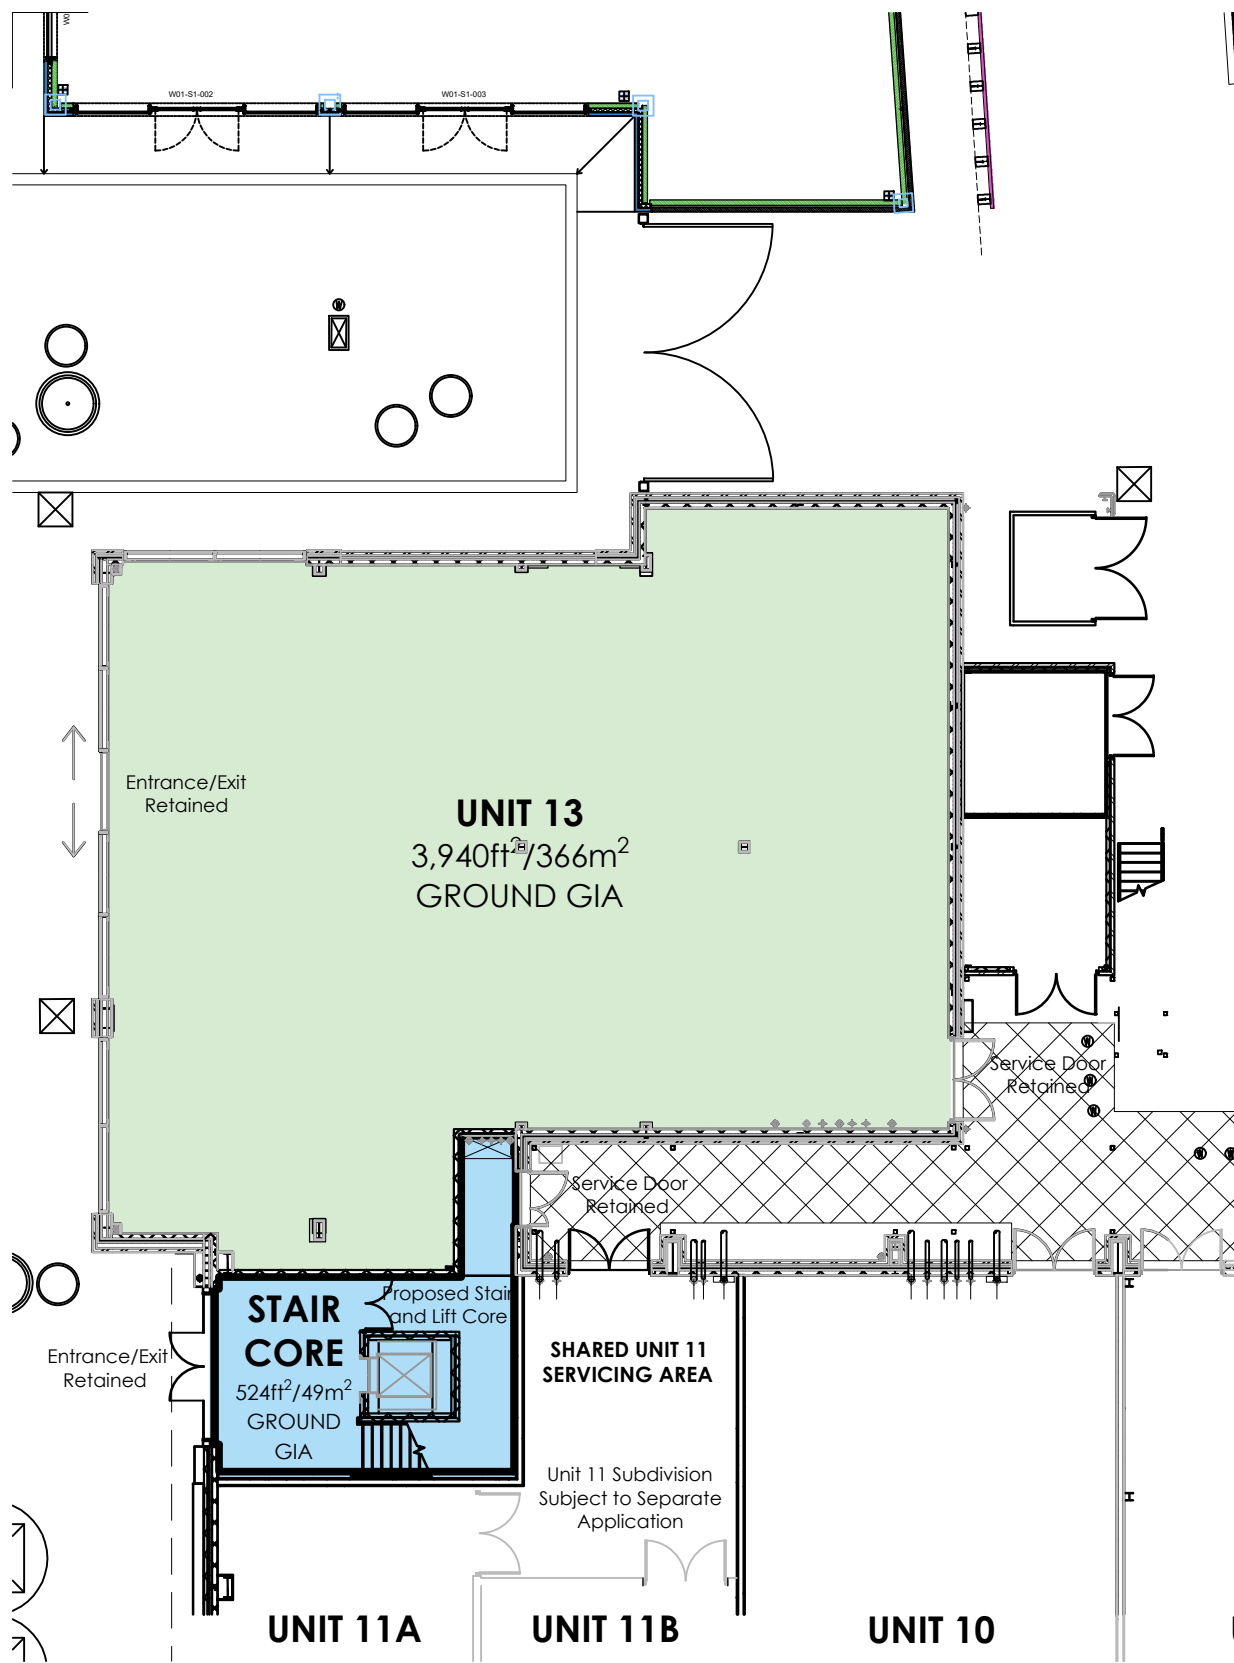 W01-S1-002
W01-S1-003
W
Entrance/Exit
Retained
UNIT 13
3,940ft²/366m²
GROUND GIA
Service Door
Retained
W
W
W
W
W
Service Door
Retained
STAIR
CORE
524ft²/49m²
GROUND
GIA
Proposed Stair
and Lift Core
Entrance/Exit
Retained
SHARED UNIT 11
SERVICING AREA
Unit 11 Subdivision
Subject to Separate
Application
UNIT 11A
UNIT 11B
UNIT 10